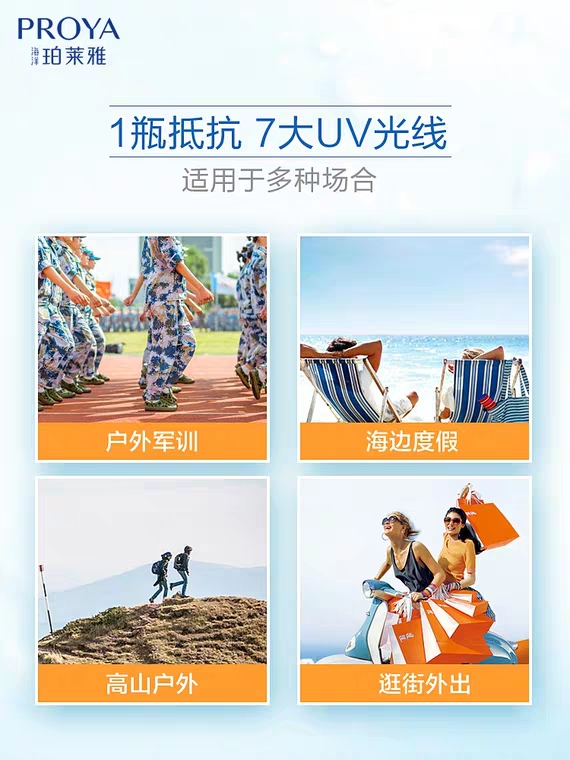 PROYA
海洋 珀莱雅
1瓶抵抗 7大UV光线
适用于多种场合
户外军训
海边度假
高山户外
逛街外出